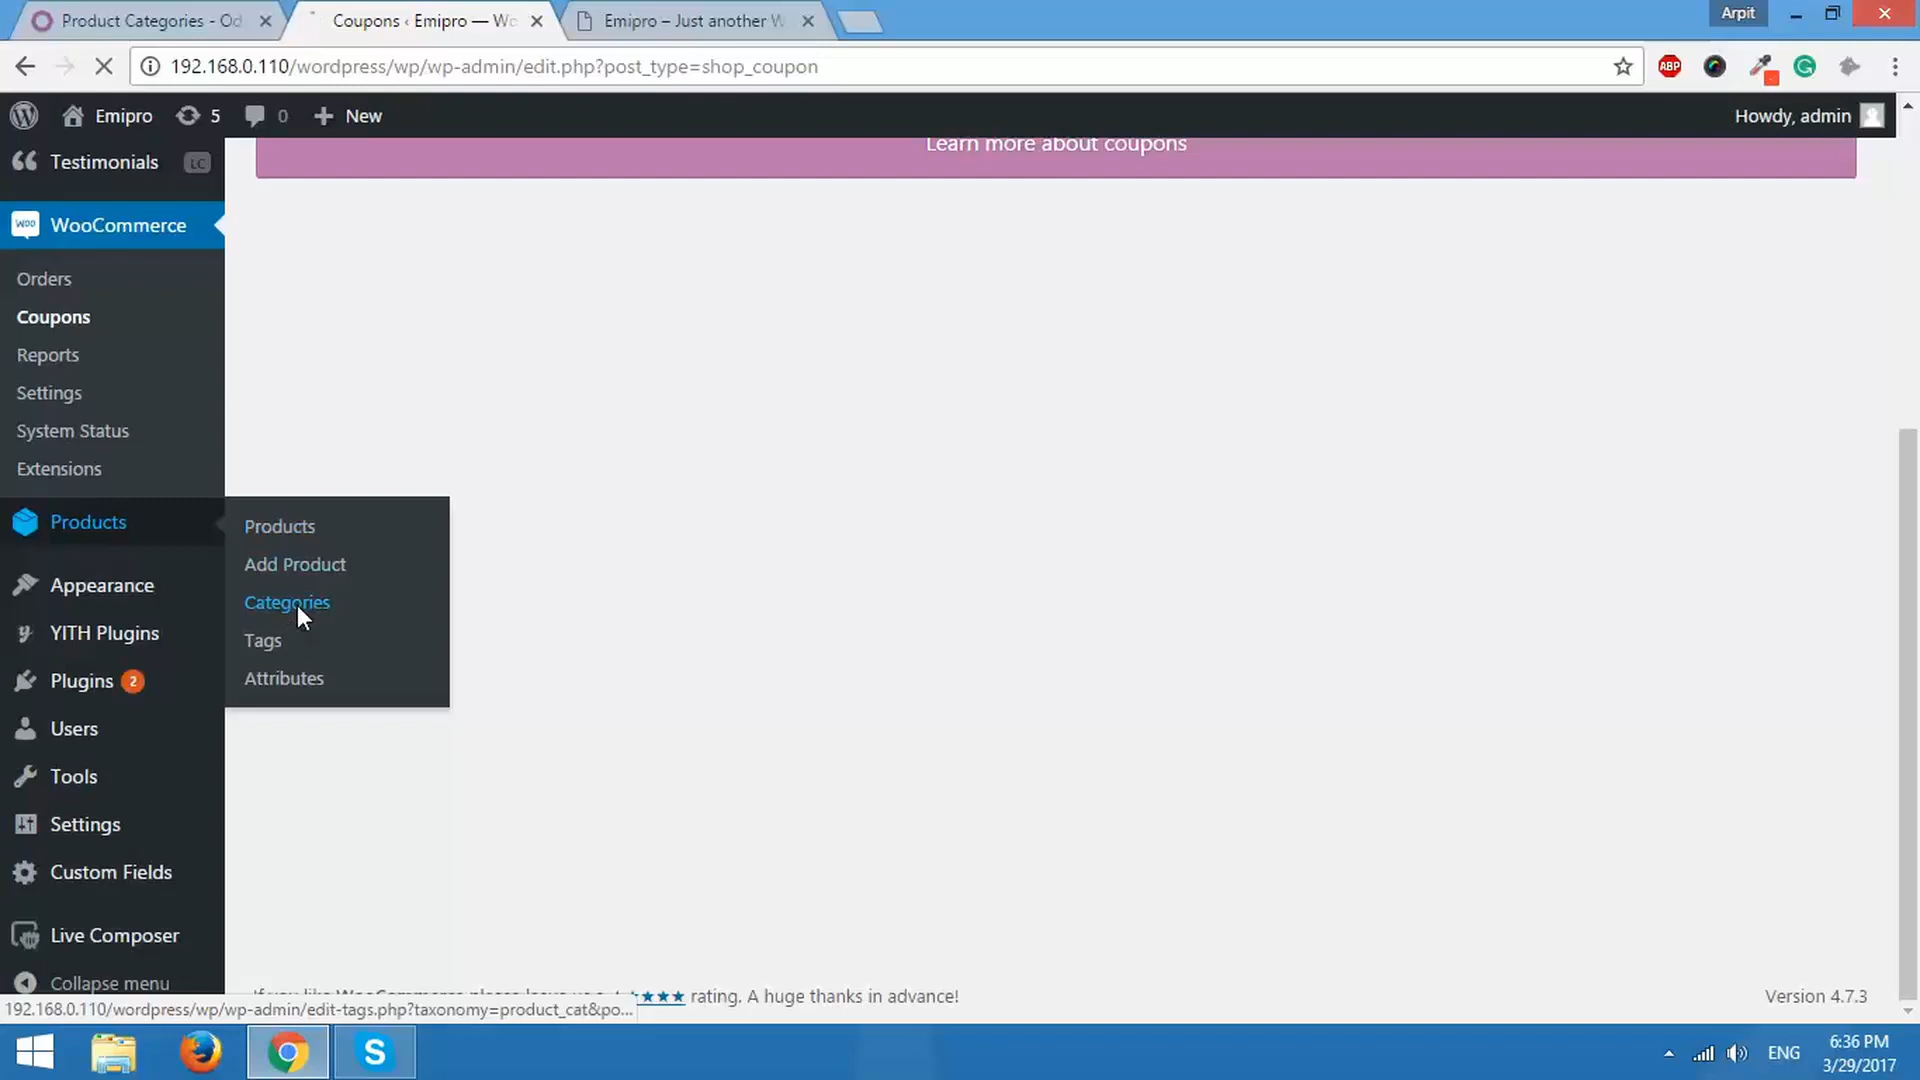 Product Categories - Od
Coupons ‹ Emipro — Wo
Emipro – Just another W
Arpit
192.168.0.110/wordpress/wp/wp-admin/edit.php?post_type=shop_coupon
ABP
Emipro
5
0
New
Howdy, admin
Testimonials
LC
Learn more about coupons
WOO
WooCommerce
Orders
Coupons
Reports
Settings
System Status
Extensions
Products
Products
Add Product
Categories
Tags
Attributes
Appearance
YITH Plugins
Plugins 2
Users
Tools
Settings
Custom Fields
Live Composer
Collapse menu
★★★★ rating. A huge thanks in advance!
Version 4.7.3
192.168.0.110/wordpress/wp/wp-admin/edit-tags.php?taxonomy=product_cat&po...
ENG
6:36 PM
3/29/2017